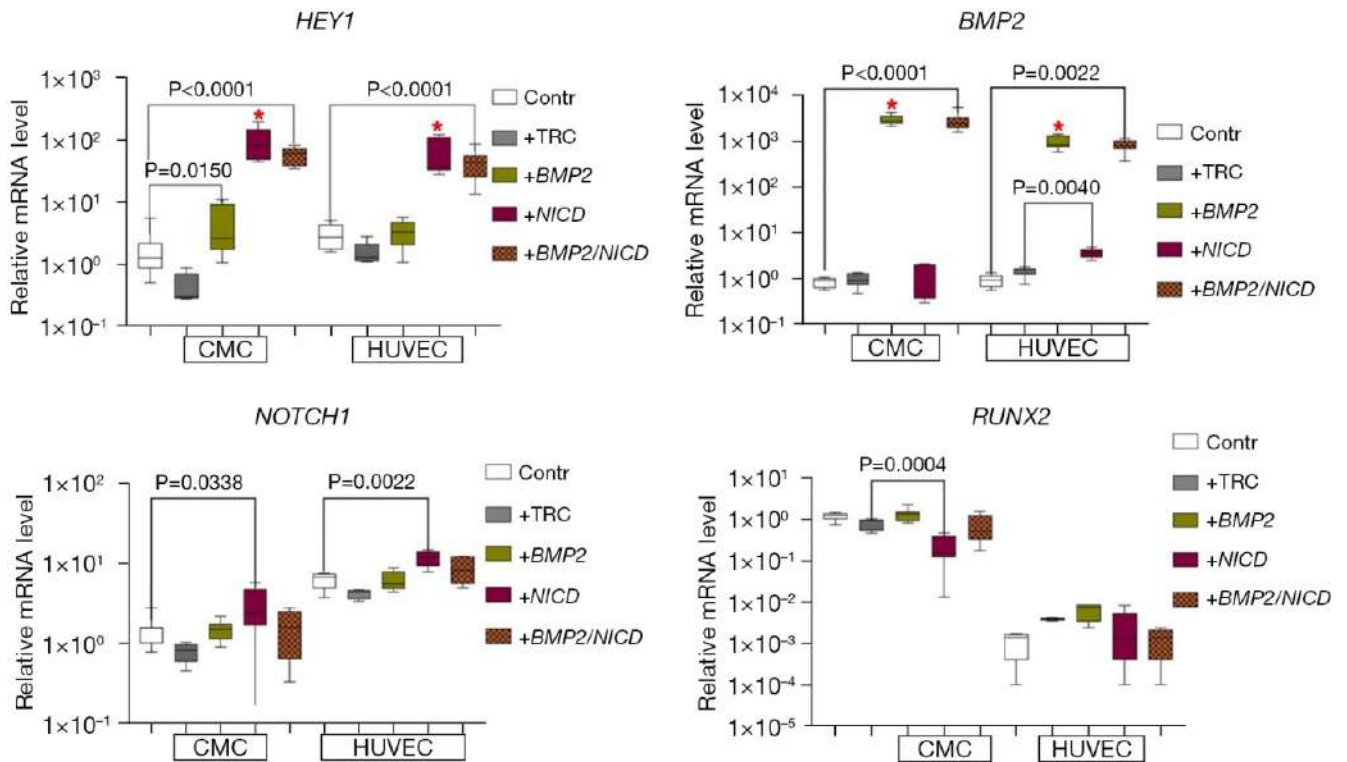 HEY1
Relative mRNA level
1×10³
1×10²
1×10¹
1×10⁰
1×10⁻¹
P<0.0001
P<0.0001
P=0.0150
*
*
CMC
HUVEC
Contr
+TRC
+BMP2
+NICD
+BMP2/NICD
BMP2
Relative mRNA level
1×10⁴
1×10³
1×10²
1×10¹
1×10⁰
1×10⁻¹
P<0.0001
P=0.0022
P=0.0040
*
*
CMC
HUVEC
Contr
+TRC
+BMP2
+NICD
+BMP2/NICD
NOTCH1
Relative mRNA level
1×10²
1×10¹
1×10⁰
1×10⁻¹
P=0.0338
P=0.0022
CMC
HUVEC
Contr
+TRC
+BMP2
+NICD
+BMP2/NICD
RUNX2
Relative mRNA level
1×10¹
1×10⁰
1×10⁻¹
1×10⁻²
1×10⁻³
1×10⁻⁴
1×10⁻⁵
P=0.0004
CMC
HUVEC
Contr
+TRC
+BMP2
+NICD
+BMP2/NICD